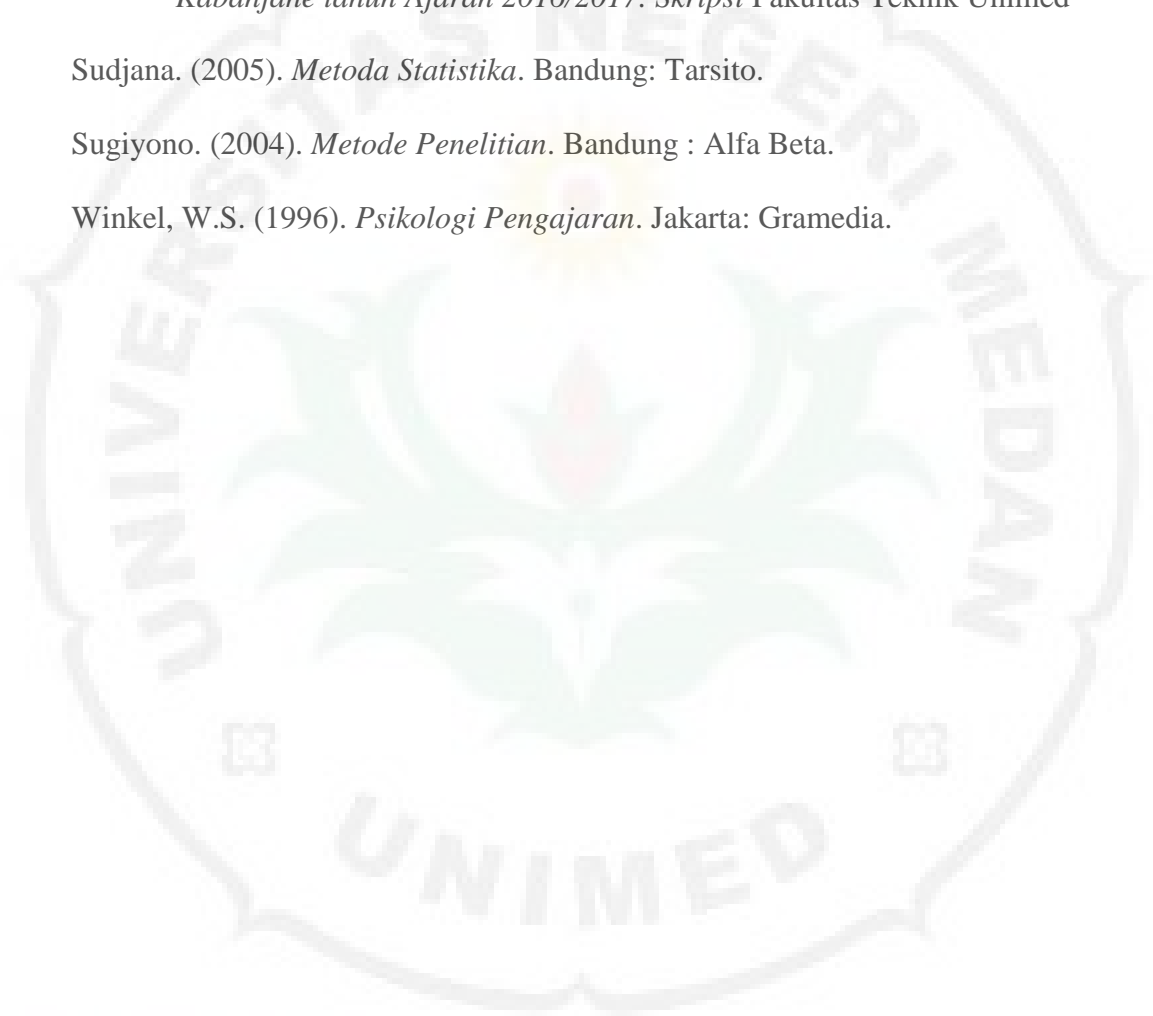 Kabanjahe tahun Ajaran 2016/2017. Skripsi Fakultas Teknik Unimed
Sudjana. (2005). Metoda Statistika. Bandung: Tarsito.
Sugiyono. (2004). Metode Penelitian. Bandung : Alfa Beta.
Winkel, W.S. (1996). Psikologi Pengajaran. Jakarta: Gramedia.
UNIVERSITAS NEGERI MEDAN
UNIMED